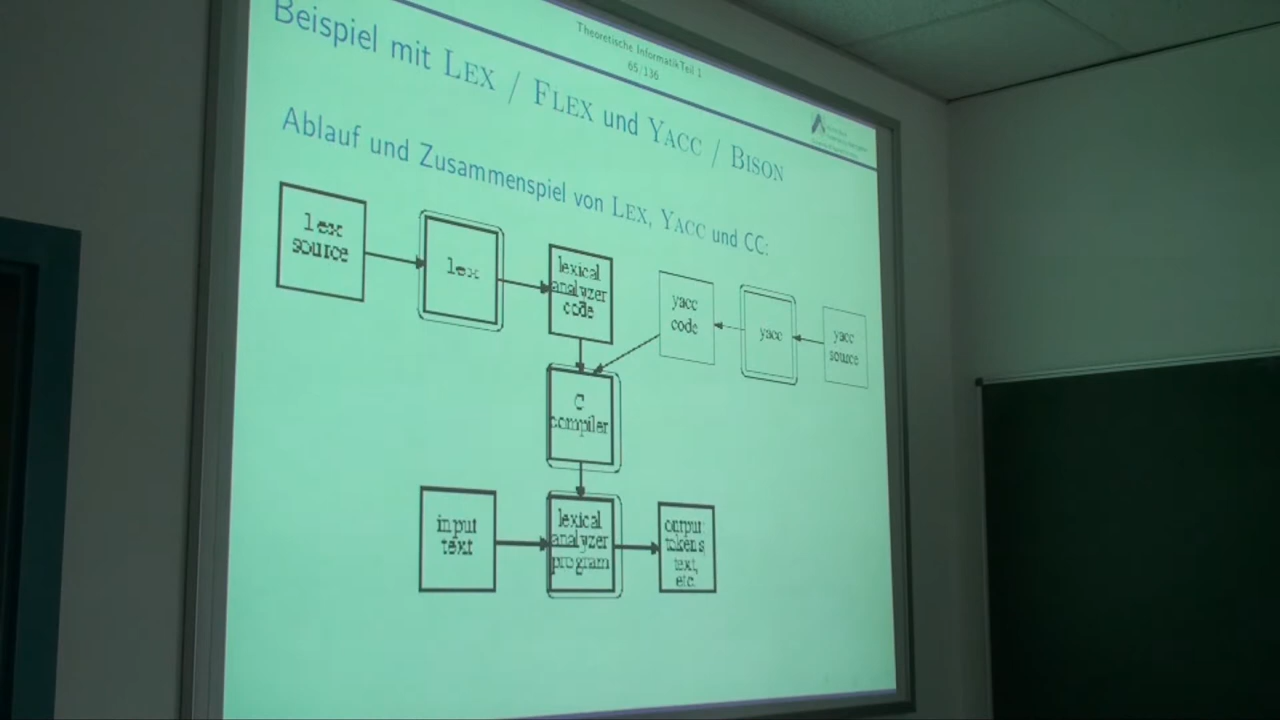 Theoretische Informatik Teil 1
65/136
Beispiel mit LEX / FLEX und YACC / BISON
Ablauf und Zusammenspiel von LEX, YACC und CC:
lex
source
lex
lexical
analyzer
code
yacc
code
yacc
yacc
source
C
compiler
input
text
lexical
analyzer
program
output
tokens,
text,
etc.